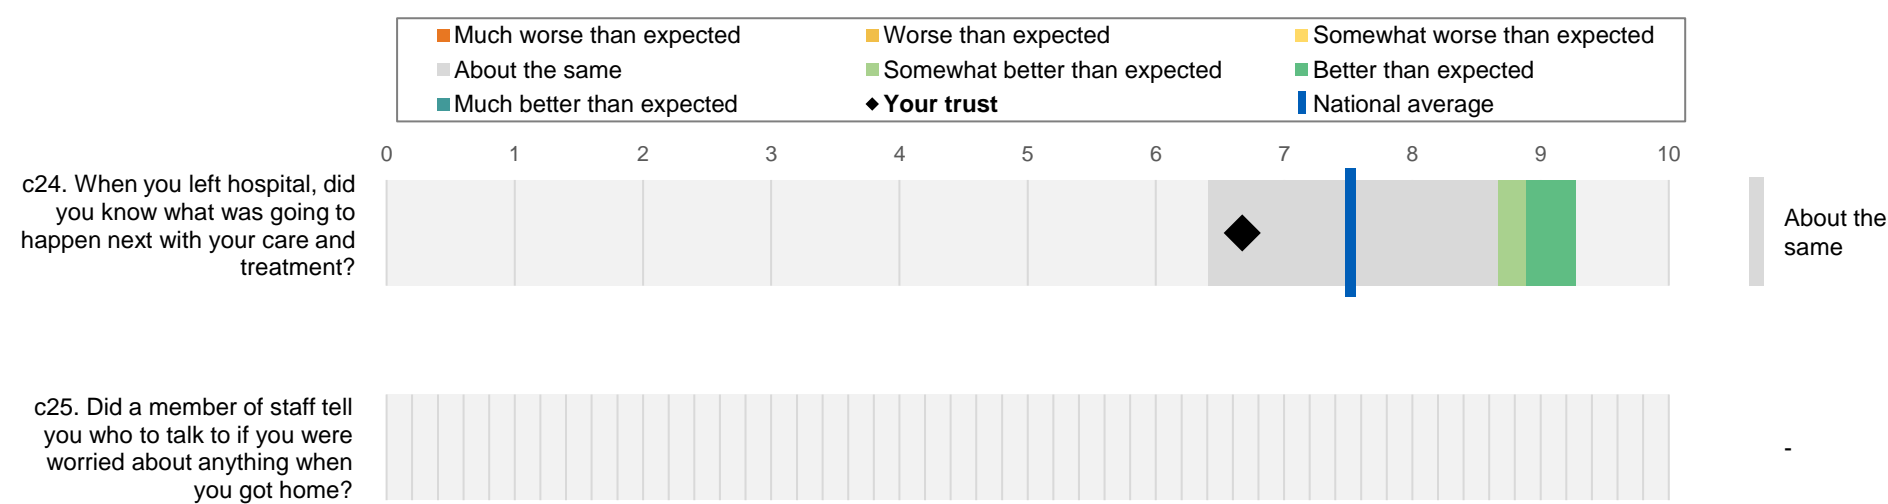 Much worse than expected
Worse than expected
Somewhat worse than expected
About the same
Somewhat better than expected
Better than expected
Much better than expected
Your trust
National average
0 1 2 3 4 5 6 7 8 9 10
c24. When you left hospital, did
you know what was going to
happen next with your care and
treatment?
About the
same
c25. Did a member of staff tell
you who to talk to if you were
worried about anything when
you got home?
-